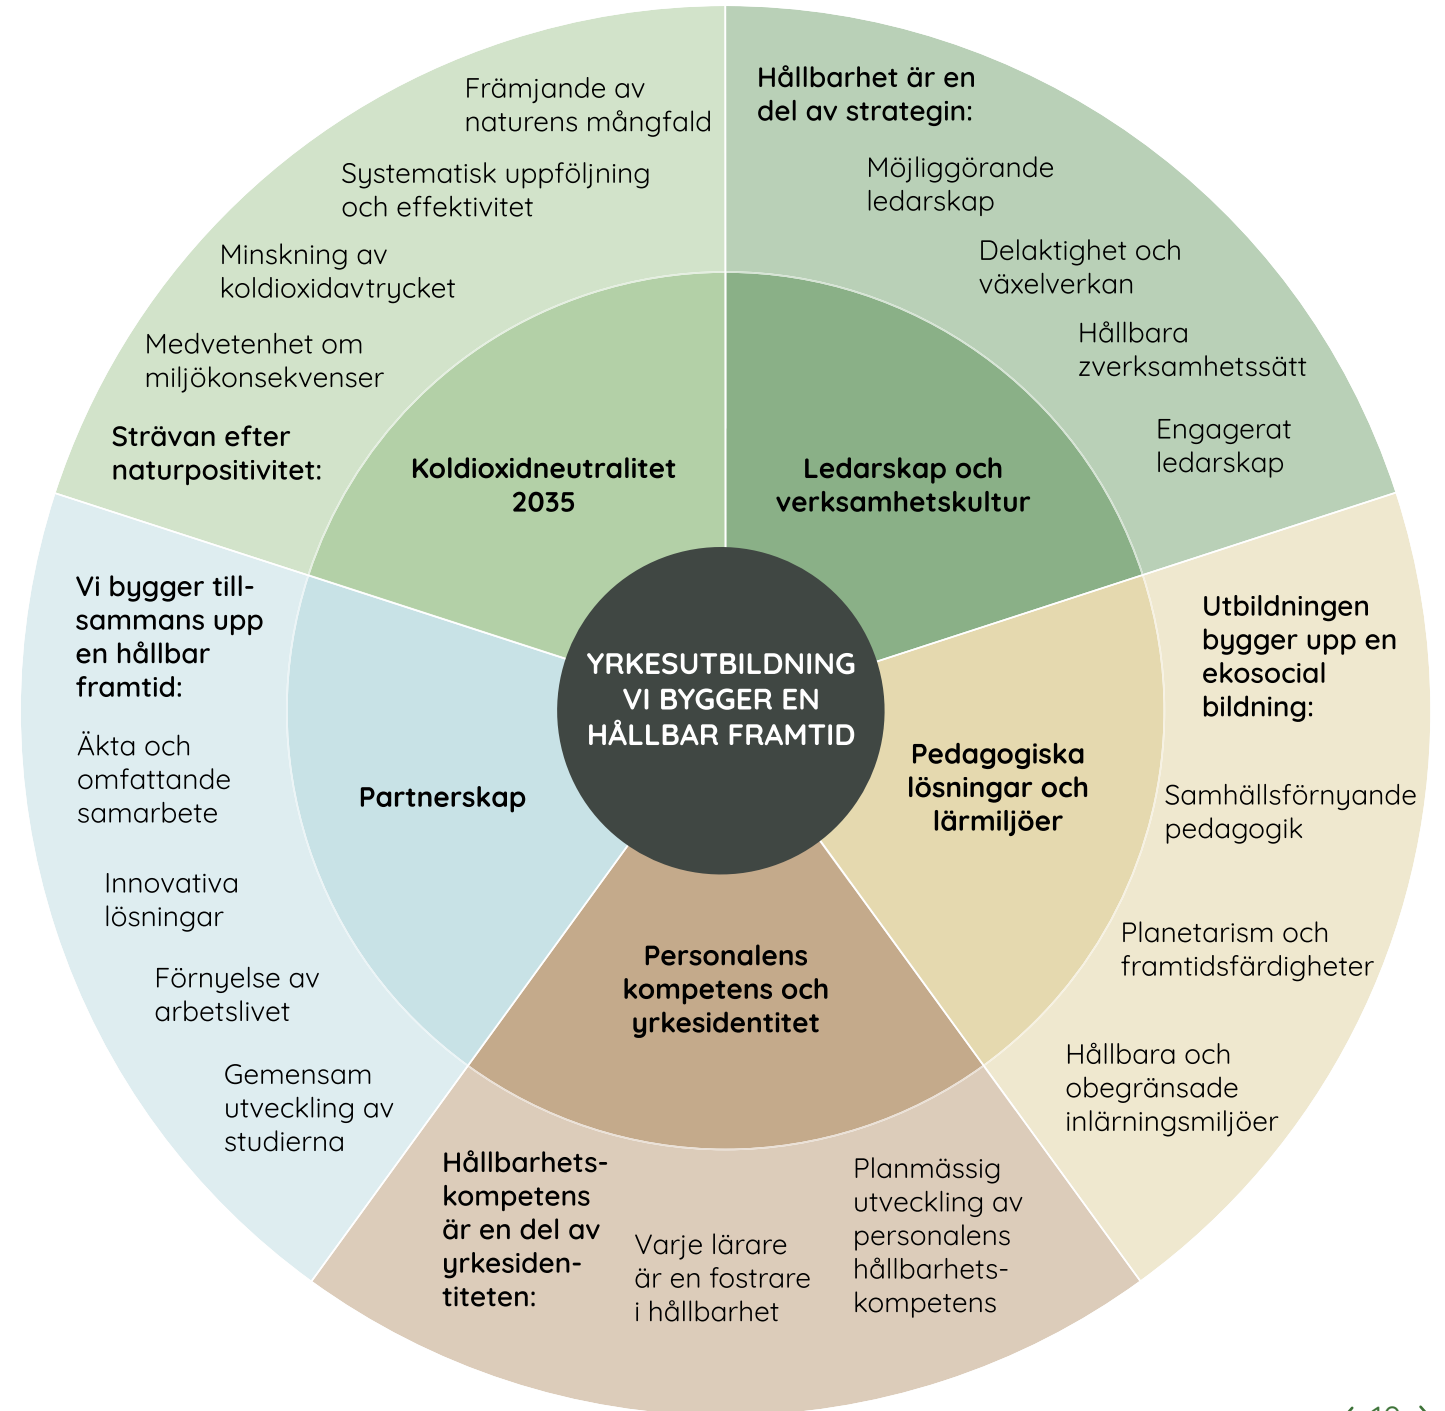 Främjande av
naturens mångfald
Systematisk uppföljning
och effektivitet
Minskning av
koldioxidavtrycket
Medvetenhet om
miljökonsekvenser
Strävan efter
naturpositivitet:
Koldioxidneutralitet
2035
Hållbarhet är en
del av strategin:
Möjliggörande
ledarskap
Delaktighet och
växelverkan
Hållbara
zverksamhetssätt
Engagerat
ledarskap
Ledarskap och
verksamhetskultur
YRKESUTBILDNING
VI BYGGER EN
HÅLLBAR FRAMTID
Utbildningen
bygger upp en
ekosocial
bildning:
Samhällsförnyande
pedagogik
Planetarism och
framtidsfärdigheter
Hållbara och
obegränsade
inlärningsmiljöer
Pedagogiska
lösningar och
lärmiljöer
Personalens
kompetens och
yrkesidentitet
Hållbarhets-
kompetens
är en del av
yrkesiden-
titeten:
Varje lärare
är en fostrare
i hållbarhet
Planmässig
utveckling av
personalens
hållbarhets-
kompetens
Partnerskap
Vi bygger till-
sammans upp
en hållbar
framtid:
Äkta och
omfattande
samarbete
Innovativa
lösningar
Förnyelse av
arbetslivet
Gemensam
utveckling av
studierna